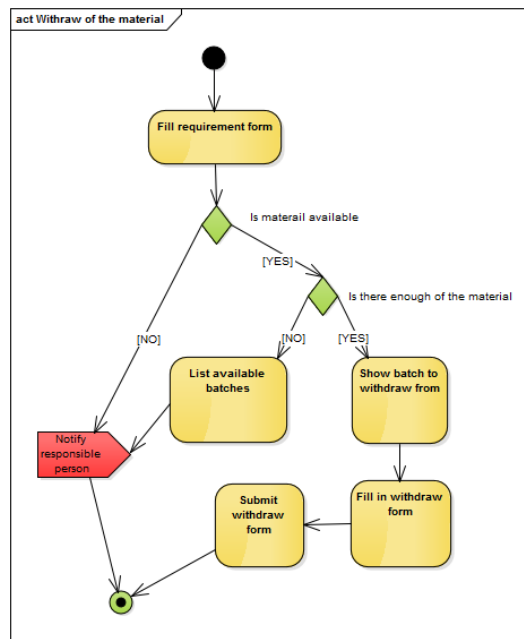 act Withraw of the material
Fill requirement form
Is materail available
[YES]
Is there enough of the material
[NO]
[NO]
[YES]
List available
batches
Show batch to
withdraw from
Notify
responsible
person
Submit
withdraw
form
Fill in withdraw
form